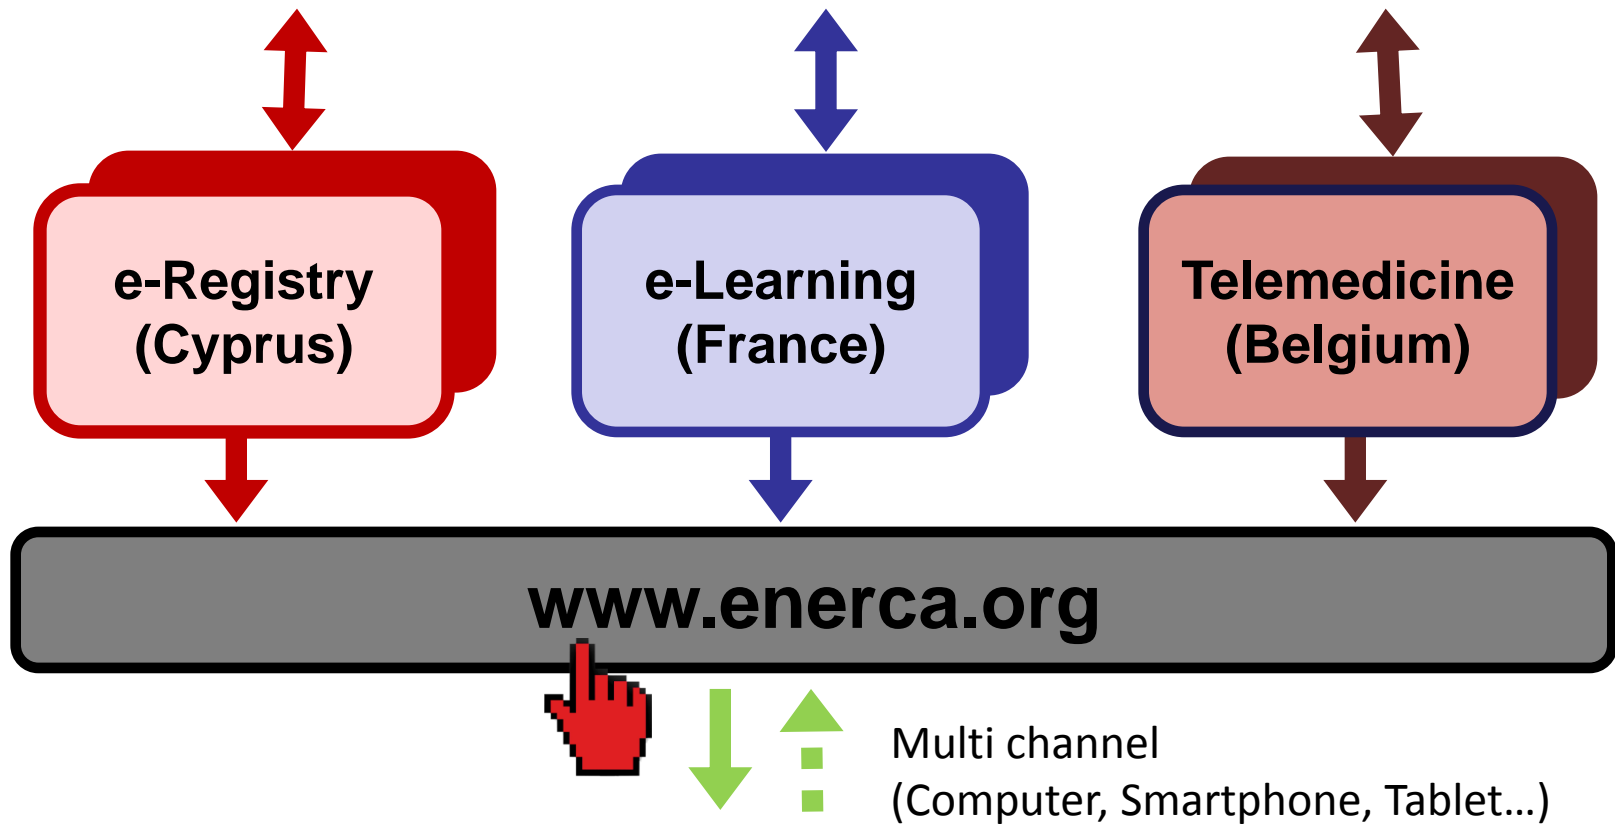 e-Registry
(Cyprus)
e-Learning
(France)
Telemedicine
(Belgium)
www.enerca.org
Multi channel
(Computer, Smartphone, Tablet...)